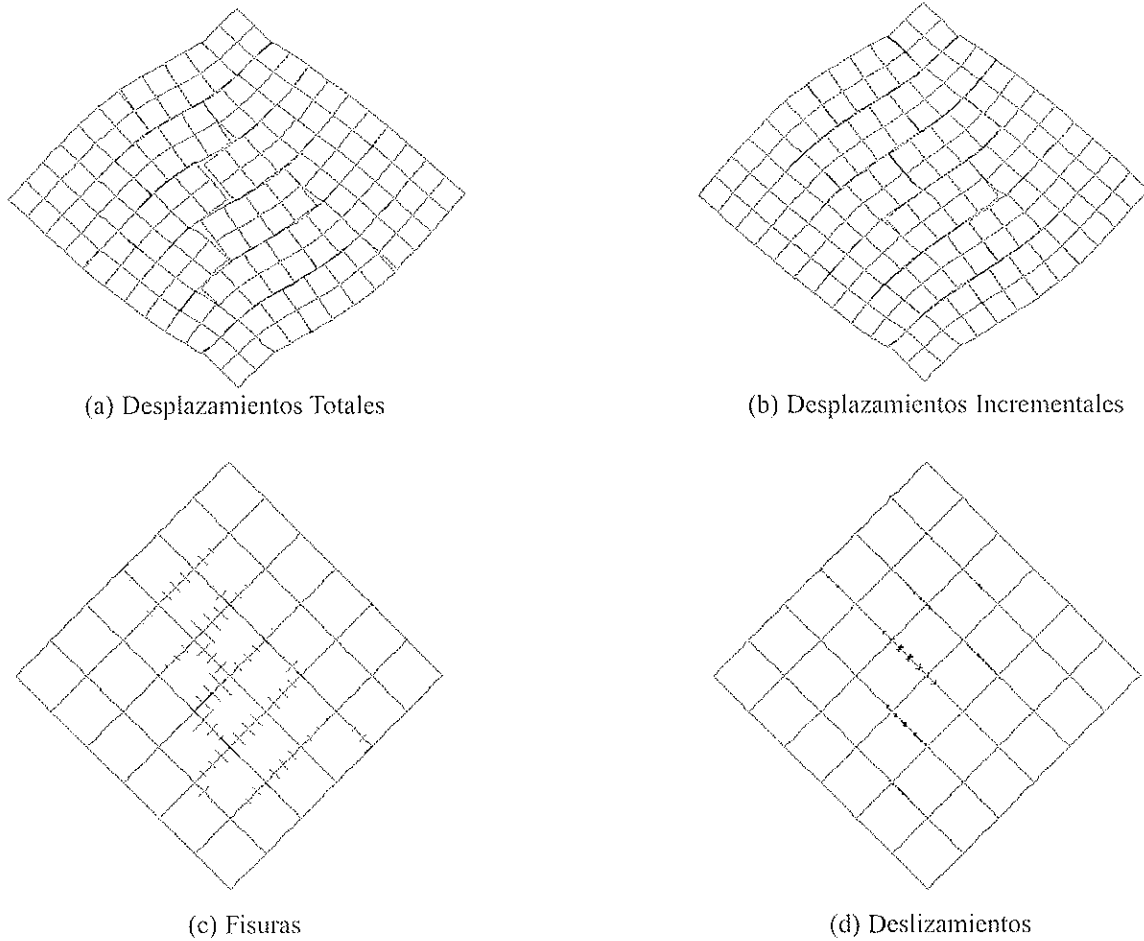 (a) Desplazamientos Totales
(b) Desplazamientos Incrementales
(c) Fisuras
(d) Deslizamientos